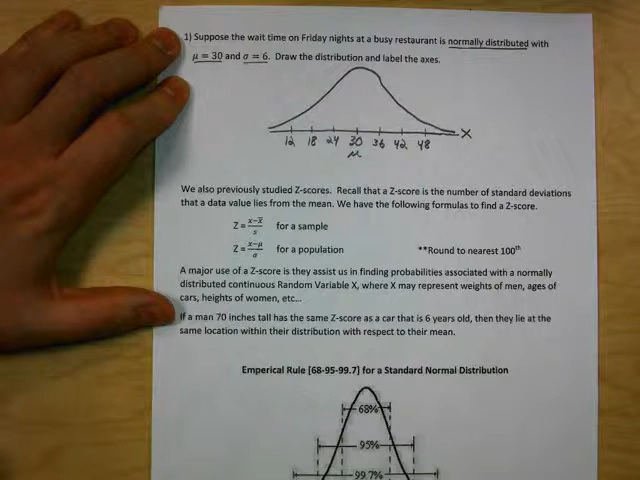 1) Suppose the wait time on Friday nights at a busy restaurant is normally distributed with
μ = 30 and σ = 6. Draw the distribution and label the axes.
12 18 24 30 36 42 48 X
μ
We also previously studied Z-scores. Recall that a Z-score is the number of standard deviations
that a data value lies from the mean. We have the following formulas to find a Z-score.
Z = x−x̅/s for a sample
Z = x−μ/σ for a population **Round to nearest 100th
A major use of a Z-score is they assist us in finding probabilities associated with a normally
distributed continuous Random Variable X, where X may represent weights of men, ages of
cars, heights of women, etc...
If a man 70 inches tall has the same Z-score as a car that is 6 years old, then they lie at the
same location within their distribution with respect to their mean.
Emperical Rule [68-95-99.7] for a Standard Normal Distribution
68%
95%
99.7%